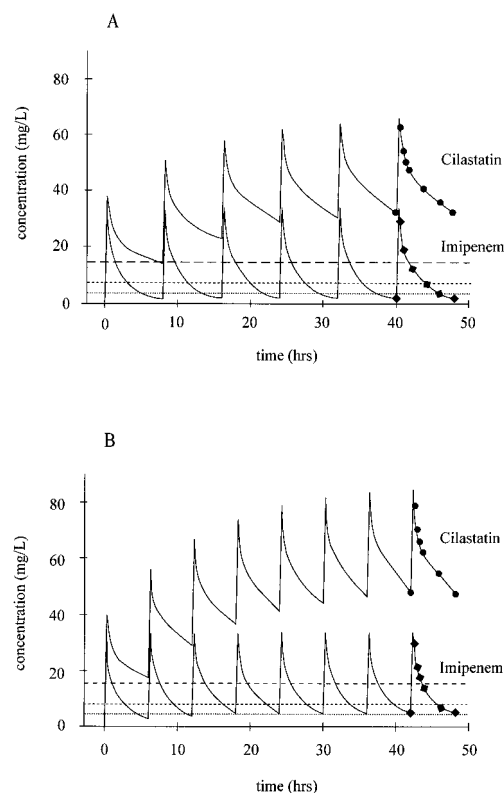 A
concentration (mg/L)
80
60
40
20
0
Cilastatin
Imipenem
0 10 20 30 40 50
time (hrs)
B
concentration (mg/L)
80
60
40
20
0
Cilastatin
Imipenem
0 10 20 30 40 50
time (hrs)